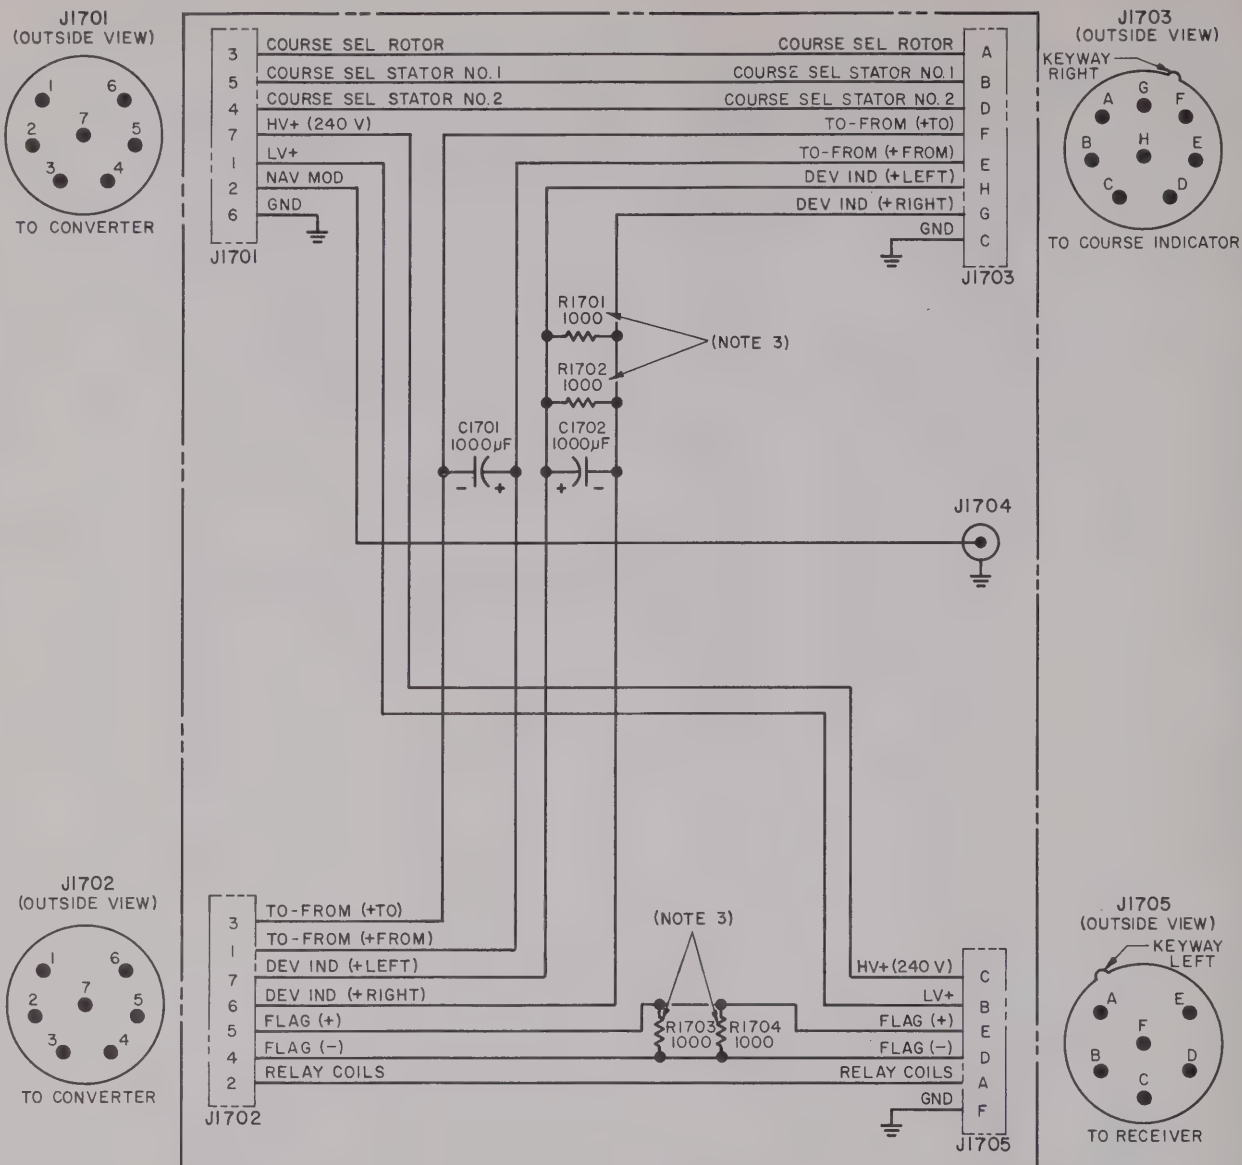 J1701
(OUTSIDE VIEW)
1
6
2
7
5
3
4
TO CONVERTER
3 COURSE SEL ROTOR
5 COURSE SEL STATOR NO.1
4 COURSE SEL STATOR NO.2
7 HV+ (240 V)
1 LV+
2 NAV MOD
6 GND
J1701
COURSE SEL ROTOR A
COURSE SEL STATOR NO.1 B
COURSE SEL STATOR NO.2 D
TO-FROM (+TO) F
TO-FROM (+FROM) E
DEV IND (+LEFT) H
DEV IND (+RIGHT) G
GND C
J1703
J1703
(OUTSIDE VIEW)
KEYWAY
RIGHT
G
A
F
B
H
E
C
D
TO COURSE INDICATOR
R1701
1000
(NOTE 3)
R1702
1000
C1701
1000µF
- +
C1702
1000µF
+ -
J1704
J1702
(OUTSIDE VIEW)
1
6
2
7
5
3
4
TO CONVERTER
3 TO-FROM (+TO)
1 TO-FROM (+FROM)
7 DEV IND (+LEFT)
6 DEV IND (+RIGHT)
5 FLAG (+)
4 FLAG (-)
2 RELAY COILS
J1702
(NOTE 3)
R1703
1000
R1704
1000
HV+(240 V) C
LV+ B
FLAG (+) E
FLAG (-) D
RELAY COILS A
GND F
J1705
J1705
(OUTSIDE VIEW)
KEYWAY
LEFT
A
E
F
B
D
C
TO RECEIVER